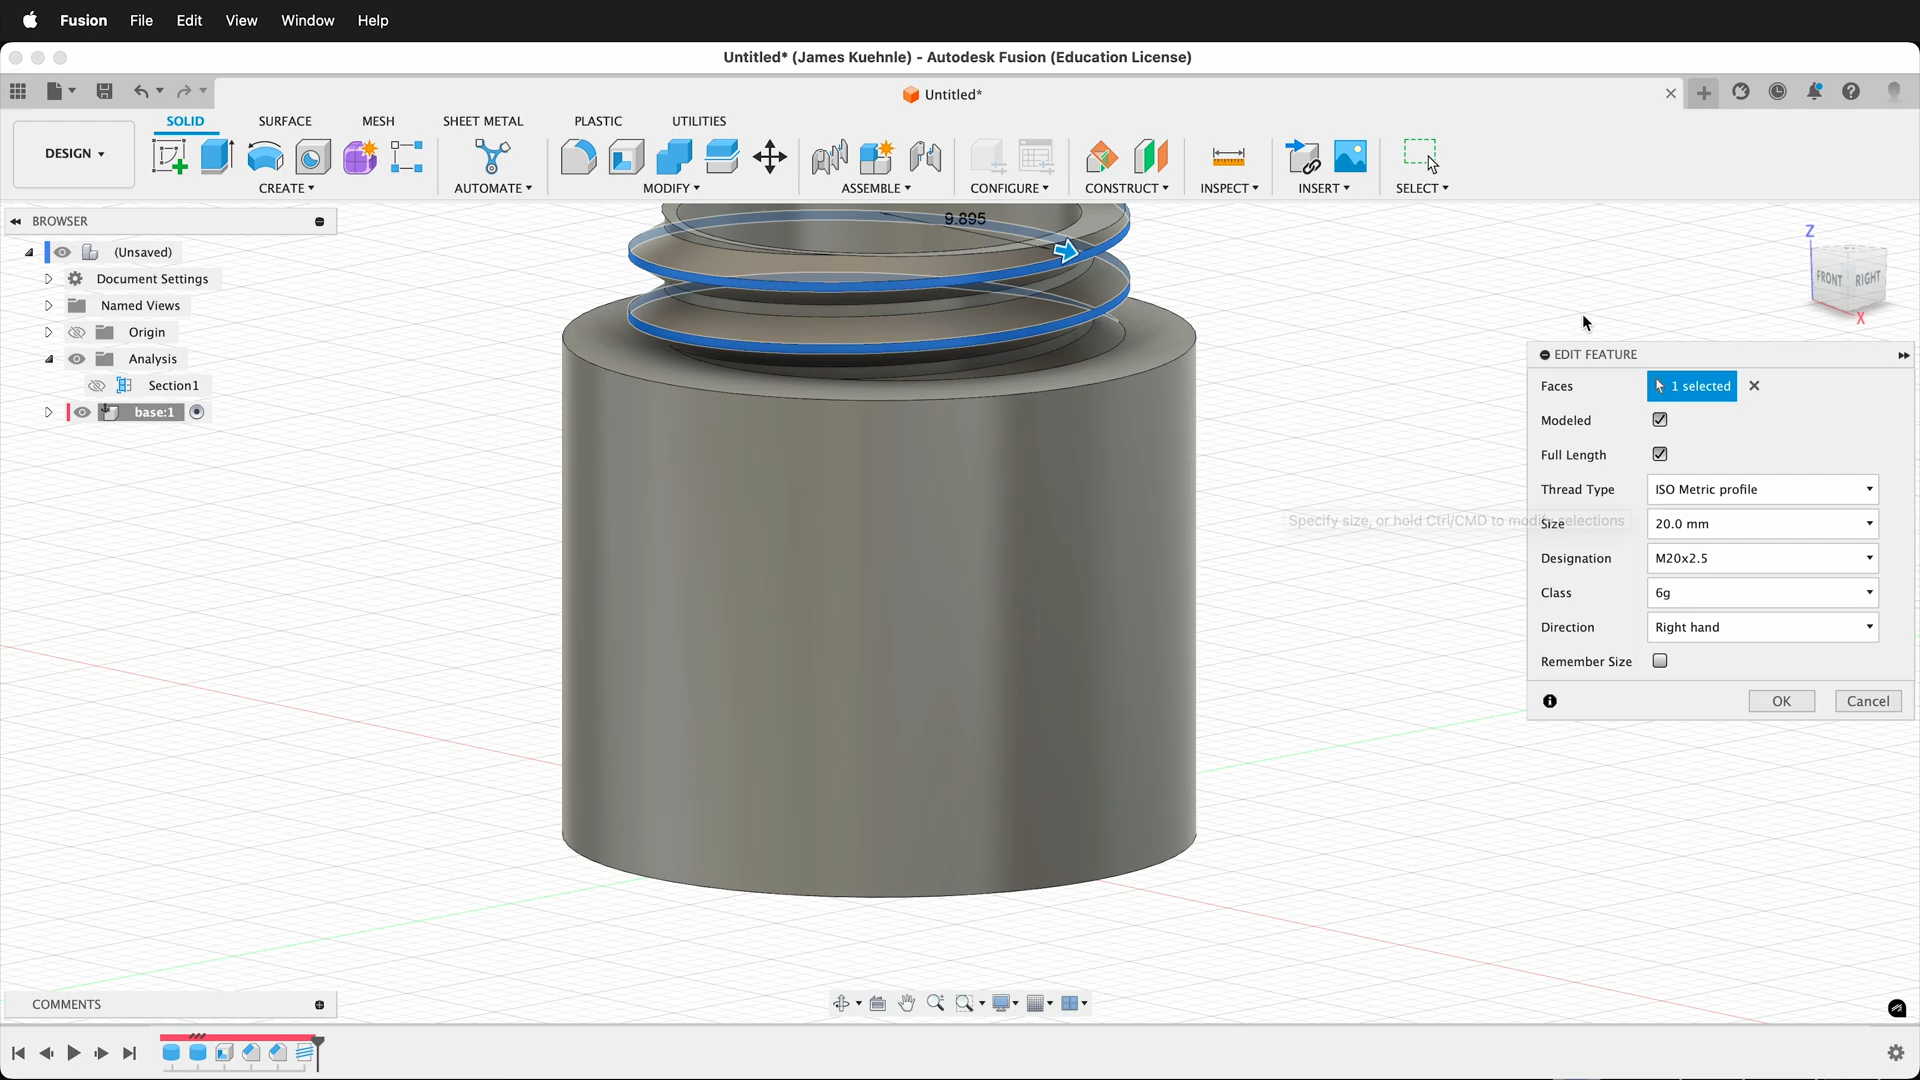 Fusion File Edit View Window Help
Untitled* (James Kuehnle) - Autodesk Fusion (Education License)
Untitled*
SOLID SURFACE MESH SHEET METAL PLASTIC UTILITIES
DESIGN
CREATE AUTOMATE MODIFY ASSEMBLE CONFIGURE CONSTRUCT INSPECT INSERT SELECT
BROWSER
(Unsaved)
Document Settings
Named Views
Origin
Analysis
Section1
base:1
9.895
Z
FRONT RIGHT
X
EDIT FEATURE
Faces 1 selected
Modeled
Full Length
Thread Type ISO Metric profile
Specify size, or hold Ctrl/CMD to modify selections
Size 20.0 mm
Designation M20x2.5
Class 6g
Direction Right hand
Remember Size
OK Cancel
COMMENTS